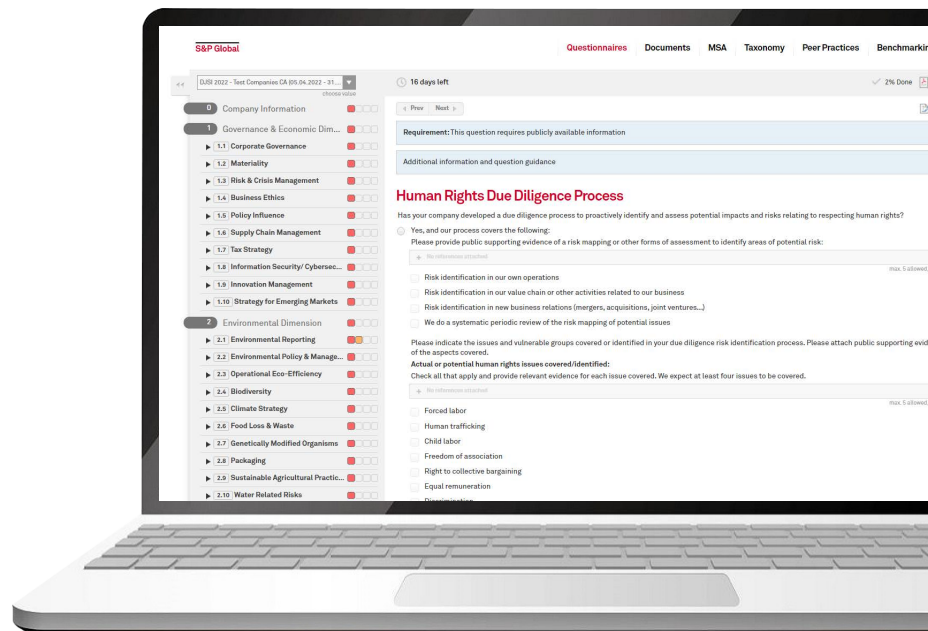 S&P Global
Questionnaires Documents MSA Taxonomy Peer Practices Benchmarkin
DJSI 2022 - Test Companies CA (05.04.2022 - 31....
choose value
16 days left
2% Done
0 Company Information
1 Governance & Economic Dim...
1.1 Corporate Governance
1.2 Materiality
1.3 Risk & Crisis Management
1.4 Business Ethics
1.5 Policy Influence
1.6 Supply Chain Management
1.7 Tax Strategy
1.8 Information Security/ Cybersec...
1.9 Innovation Management
1.10 Strategy for Emerging Markets
2 Environmental Dimension
2.1 Environmental Reporting
2.2 Environmental Policy & Manage...
2.3 Operational Eco-Efficiency
2.4 Biodiversity
2.5 Climate Strategy
2.6 Food Loss & Waste
2.7 Genetically Modified Organisms
2.8 Packaging
2.9 Sustainable Agricultural Practic...
2.10 Water Related Risks
Prev Next
Requirement: This question requires publicly available information
Additional information and question guidance
Human Rights Due Diligence Process
Has your company developed a due diligence process to proactively identify and assess potential impacts and risks relating to respecting human rights?
Yes, and our process covers the following:
Please provide public supporting evidence of a risk mapping or other forms of assessment to identify areas of potential risk:
No references attached
max. 5 allowed,
Risk identification in our own operations
Risk identification in our value chain or other activities related to our business
Risk identification in new business relations (mergers, acquisitions, joint ventures...)
We do a systematic periodic review of the risk mapping of potential issues
Please indicate the issues and vulnerable groups covered or identified in your due diligence risk identification process. Please attach public supporting evid
of the aspects covered.
Actual or potential human rights issues covered/identified:
Check all that apply and provide relevant evidence for each issue covered. We expect at least four issues to be covered.
No references attached
max. 5 allowed,
Forced labor
Human trafficking
Child labor
Freedom of association
Right to collective bargaining
Equal remuneration
Discrimination